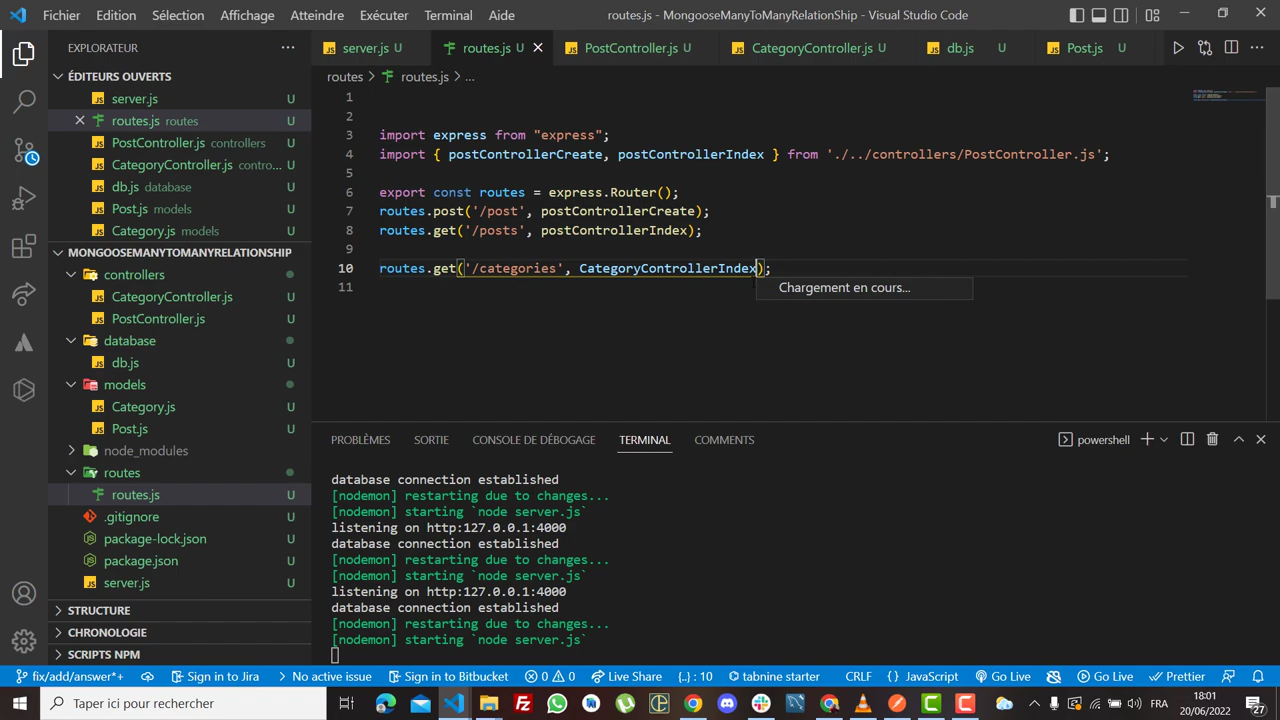 Fichier Edition Sélection Affichage Atteindre Exécuter Terminal Aide
routes.js - MongooseManyToManyRelationShip - Visual Studio Code
EXPLORATEUR
server.js U
routes.js U
PostController.js U
CategoryController.js U
db.js U
Post.js U
ÉDITEURS OUVERTS
server.js U
routes.js routes U
PostController.js controllers U
CategoryController.js contro... U
db.js database U
Post.js models U
Category.js models U
MONGOOSEMANYTOMANYRELATIONSHIP
controllers
CategoryController.js U
PostController.js U
database
db.js U
models
Category.js U
Post.js U
node_modules
routes
routes.js U
.gitignore U
package-lock.json U
package.json U
server.js U
STRUCTURE
CHRONOLOGIE
SCRIPTS NPM
routes > routes.js > ...
1
2
3 import express from "express";
4 import { postControllerCreate, postControllerIndex } from './../controllers/PostController.js';
5
6 export const routes = express.Router();
7 routes.post('/post', postControllerCreate);
8 routes.get('/posts', postControllerIndex);
9
10 routes.get('/categories', CategoryControllerIndex);
11
Chargement en cours...
PROBLÈMES SORTIE CONSOLE DE DÉBOGAGE TERMINAL COMMENTS
powershell
database connection established
[nodemon] restarting due to changes...
[nodemon] starting `node server.js`
listening on http:127.0.0.1:4000
database connection established
[nodemon] restarting due to changes...
[nodemon] starting `node server.js`
listening on http:127.0.0.1:4000
database connection established
[nodemon] restarting due to changes...
[nodemon] starting `node server.js`
fix/add/answer*+ Sign in to Jira No active issue Sign in to Bitbucket 0 0 Live Share {..} : 10 tabnine starter CRLF {} JavaScript Go Live Go Live Prettier
Taper ici pour rechercher
FRA
18:01
20/06/2022
27